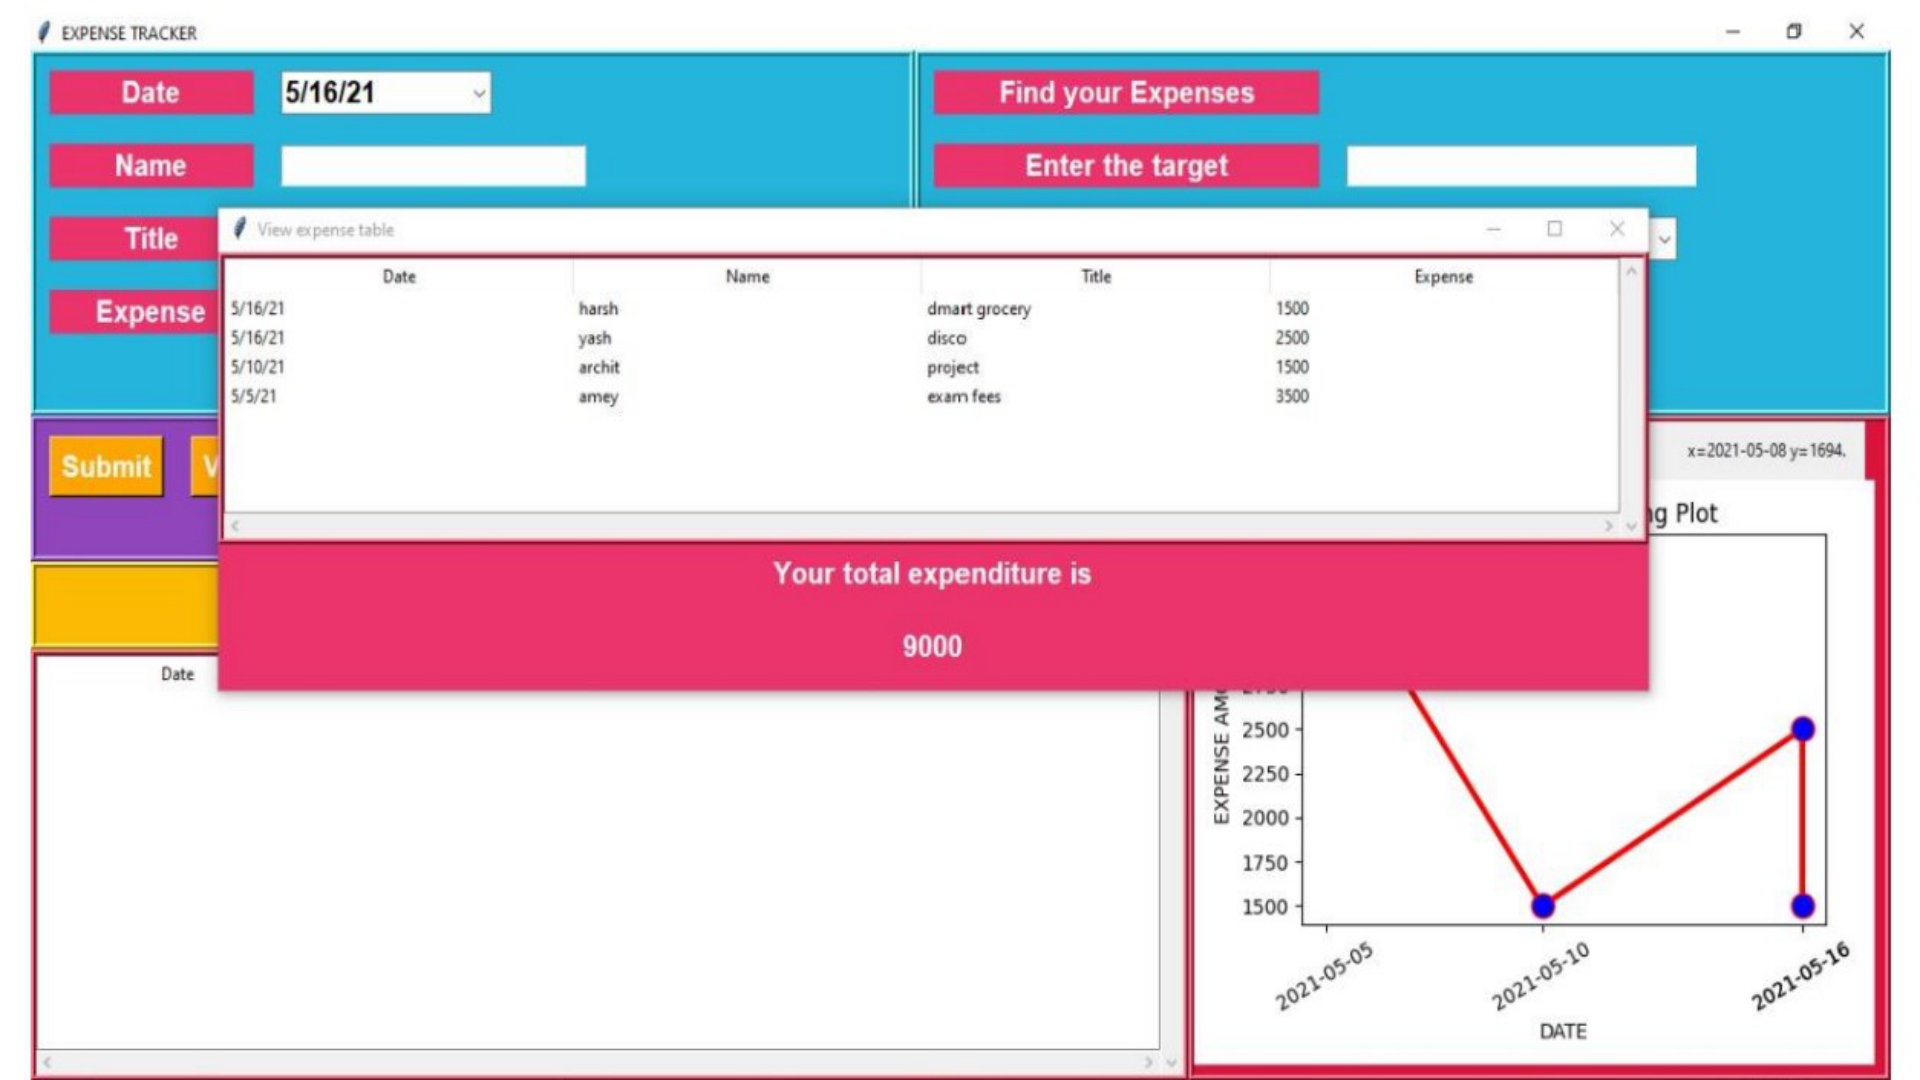 EXPENSE TRACKER
Date 5/16/21
Find your Expenses
Name
Enter the target
Title
Expense
View expense table
Date Name Title Expense
5/16/21 harsh dmart grocery 1500
5/16/21 yash disco 2500
5/10/21 archit project 1500
5/5/21 amey exam fees 3500
Your total expenditure is
9000
Submit V
x=2021-05-08 y=1694.
Plot
Date
EXPENSE
2500
2250
2000
1750
1500
2021-05-05
2021-05-10
2021-05-16
DATE